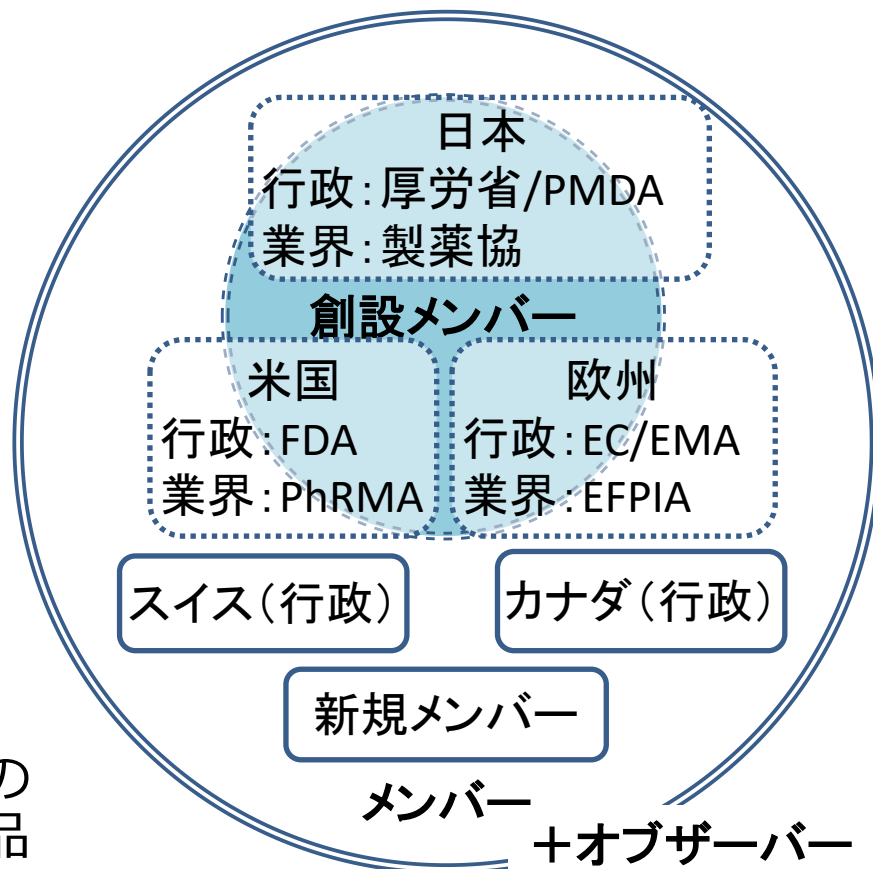 日本
行政：厚労省/PMDA
業界：製薬協
創設メンバー
米国
行政：FDA
業界：PhRMA
欧州
行政：EC/EMA
業界：EFPIA
スイス（行政）
カナダ（行政）
新規メンバー
メンバー
＋オブザーバー
の
品